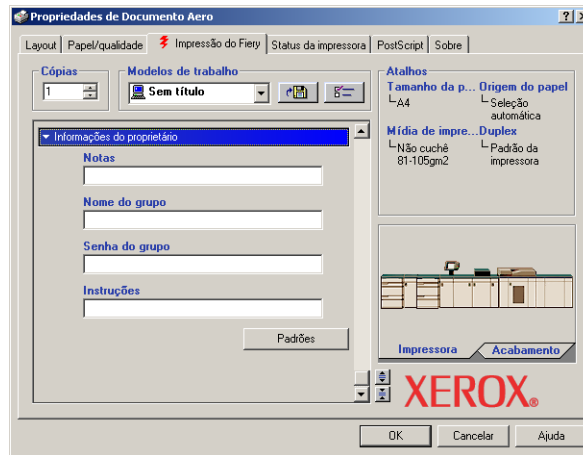 Propriedades de Documento Aero
Layout Papel/qualidade Impressão do Fiery Status da impressora PostScript Sobre
Cópias
1
Modelos de trabalho
Sem título
Atalhos
Tamanho da p... Origem do papel
A4 Seleção automática
Mídia de impre... Duplex
Não cuchê 81-105gm2 Padrão da impressora
Informações do proprietário
Notas
Nome do grupo
Senha do grupo
Instruções
Padrões
Impressora Acabamento
XEROX®
OK Cancelar Ajuda